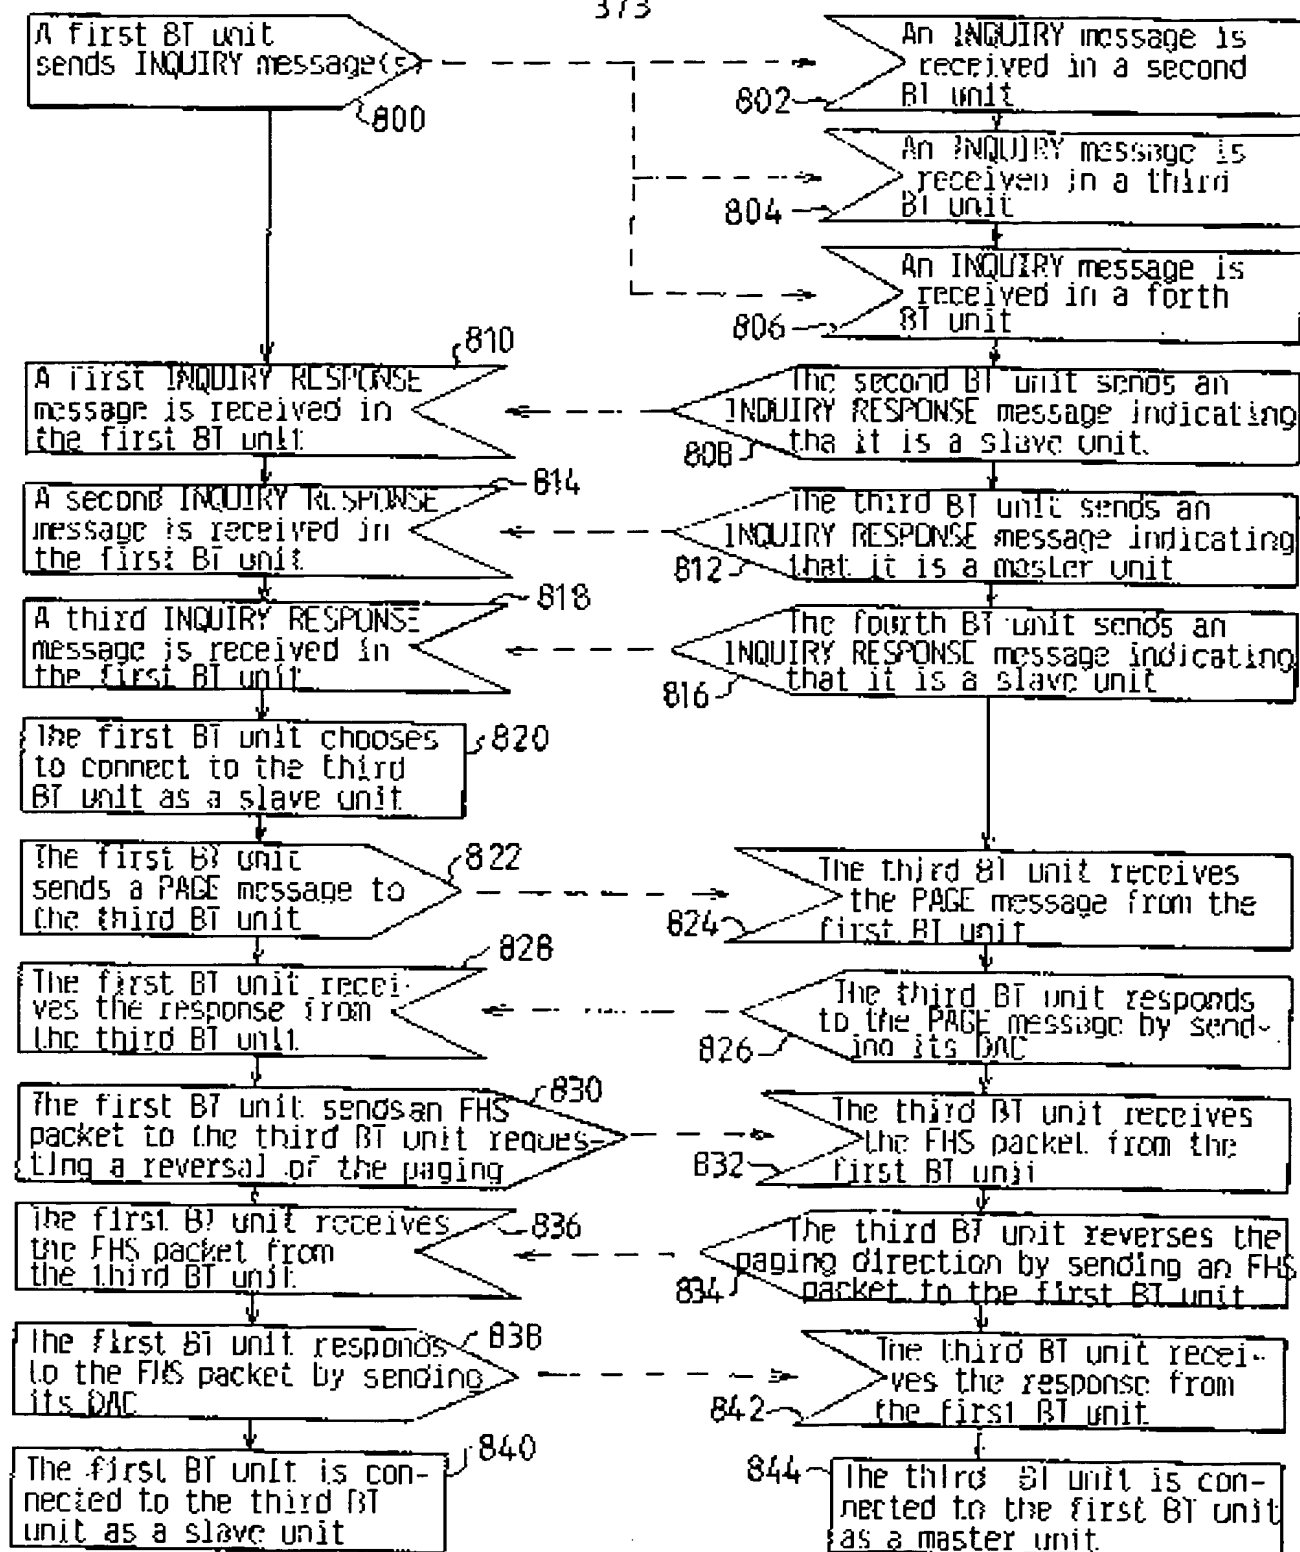 373
A first BT unit
sends INQUIRY message(s)
800
An INQUIRY message is
received in a second
BT unit
802
An INQUIRY message is
received in a third
BT unit
804
An INQUIRY message is
received in a forth
BT unit
806
810
A first INQUIRY RESPONSE
message is received in
the first BT unit
The second BT unit sends an
INQUIRY RESPONSE message indicating
tha it is a slave unit.
808
814
A second INQUIRY RESPONSE
message is received in
the first BT unit
The third BT unit sends an
INQUIRY RESPONSE message indicating
that it is a master unit
812
818
A third INQUIRY RESPONSE
message is received in
the first BT unit
The fourth BT unit sends an
INQUIRY RESPONSE message indicating
that it is a slave unit
816
The first BT unit chooses
to connect to the third
BT unit as a slave unit
820
The first BT unit
sends a PAGE message to
the third BT unit
822
The third BT unit receives
the PAGE message from the
first BT unit
824
828
The first BT unit recei-
ves the response from
the third BT unit
The third BT unit responds
to the PAGE message by send-
ing its DAC
826
830
The first BT unit sends an FHS
packet to the third BT unit reques-
ting a reversal of the paging
The third BT unit receives
the FHS packet from the
first BT unit
832
The first BT unit receives
the FHS packet from
the third BT unit
836
The third BT unit reverses the
paging direction by sending an FHS
packet to the first BT unit
834
The first BT unit responds
to the FHS packet by sending
its DAC
838
The third BT unit recei-
ves the response from
the first BT unit
842
The first BT unit is con-
nected to the third BT
unit as a slave unit
840
844
The third BT unit is con-
nected to the first BT unit
as a master unit